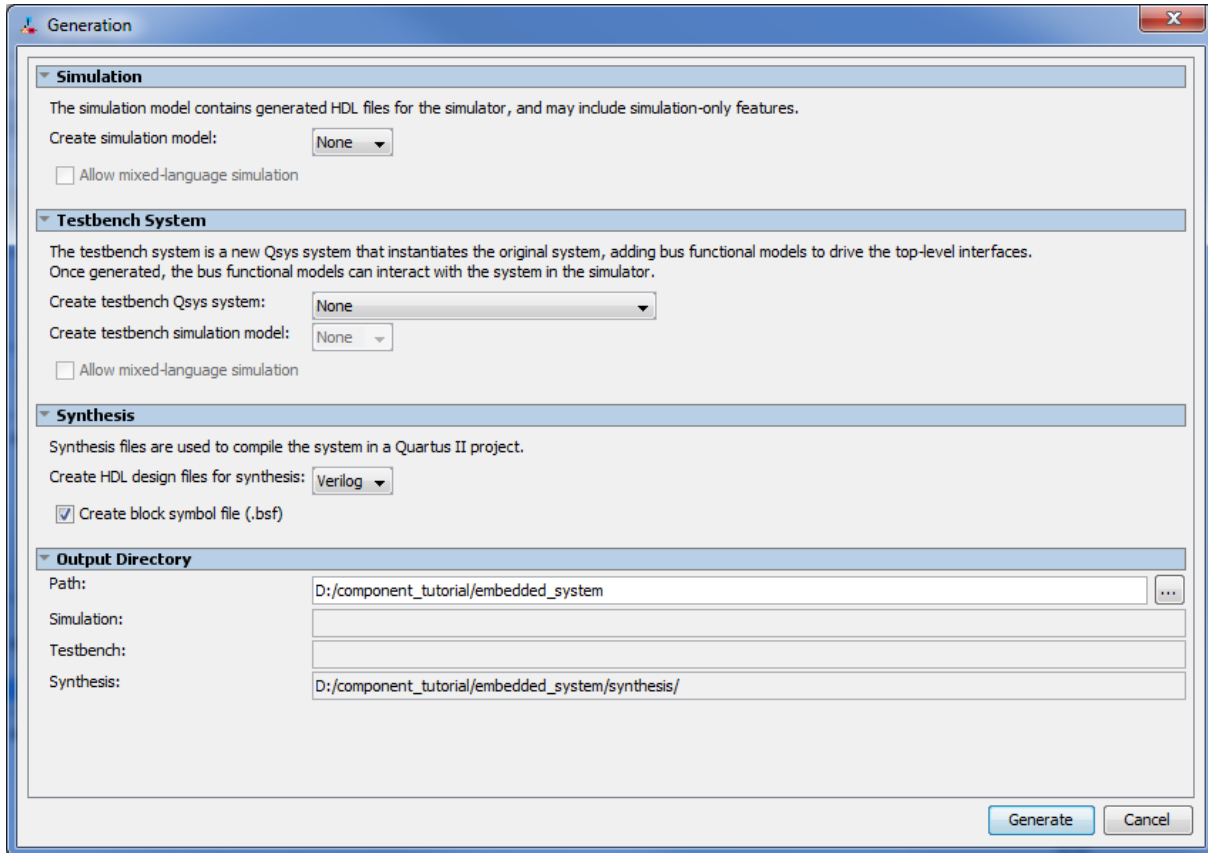 Generation
Simulation
The simulation model contains generated HDL files for the simulator, and may include simulation-only features.
Create simulation model: None
Allow mixed-language simulation
Testbench System
The testbench system is a new Qsys system that instantiates the original system, adding bus functional models to drive the top-level interfaces.
Once generated, the bus functional models can interact with the system in the simulator.
Create testbench Qsys system: None
Create testbench simulation model: None
Allow mixed-language simulation
Synthesis
Synthesis files are used to compile the system in a Quartus II project.
Create HDL design files for synthesis: Verilog
Create block symbol file (.bsf)
Output Directory
Path: D:/component_tutorial/embedded_system ...
Simulation:
Testbench:
Synthesis: D:/component_tutorial/embedded_system/synthesis/
Generate Cancel